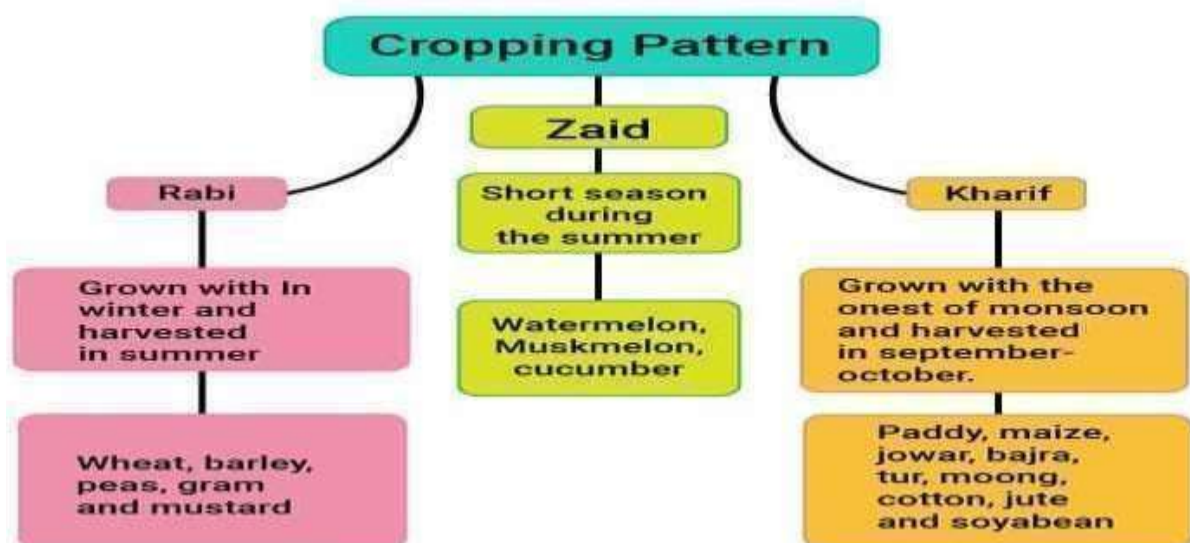 Cropping Pattern
Zaid
Short season
during
the summer
Watermelon,
Muskmelon,
cucumber
Rabi
Grown with In
winter and
harvested
in summer
Wheat, barley,
peas, gram
and mustard
Kharif
Grown with the
onest of monsoon
and harvested
in september-
october.
Paddy, maize,
jowar, bajra,
tur, moong,
cotton, jute
and soyabean